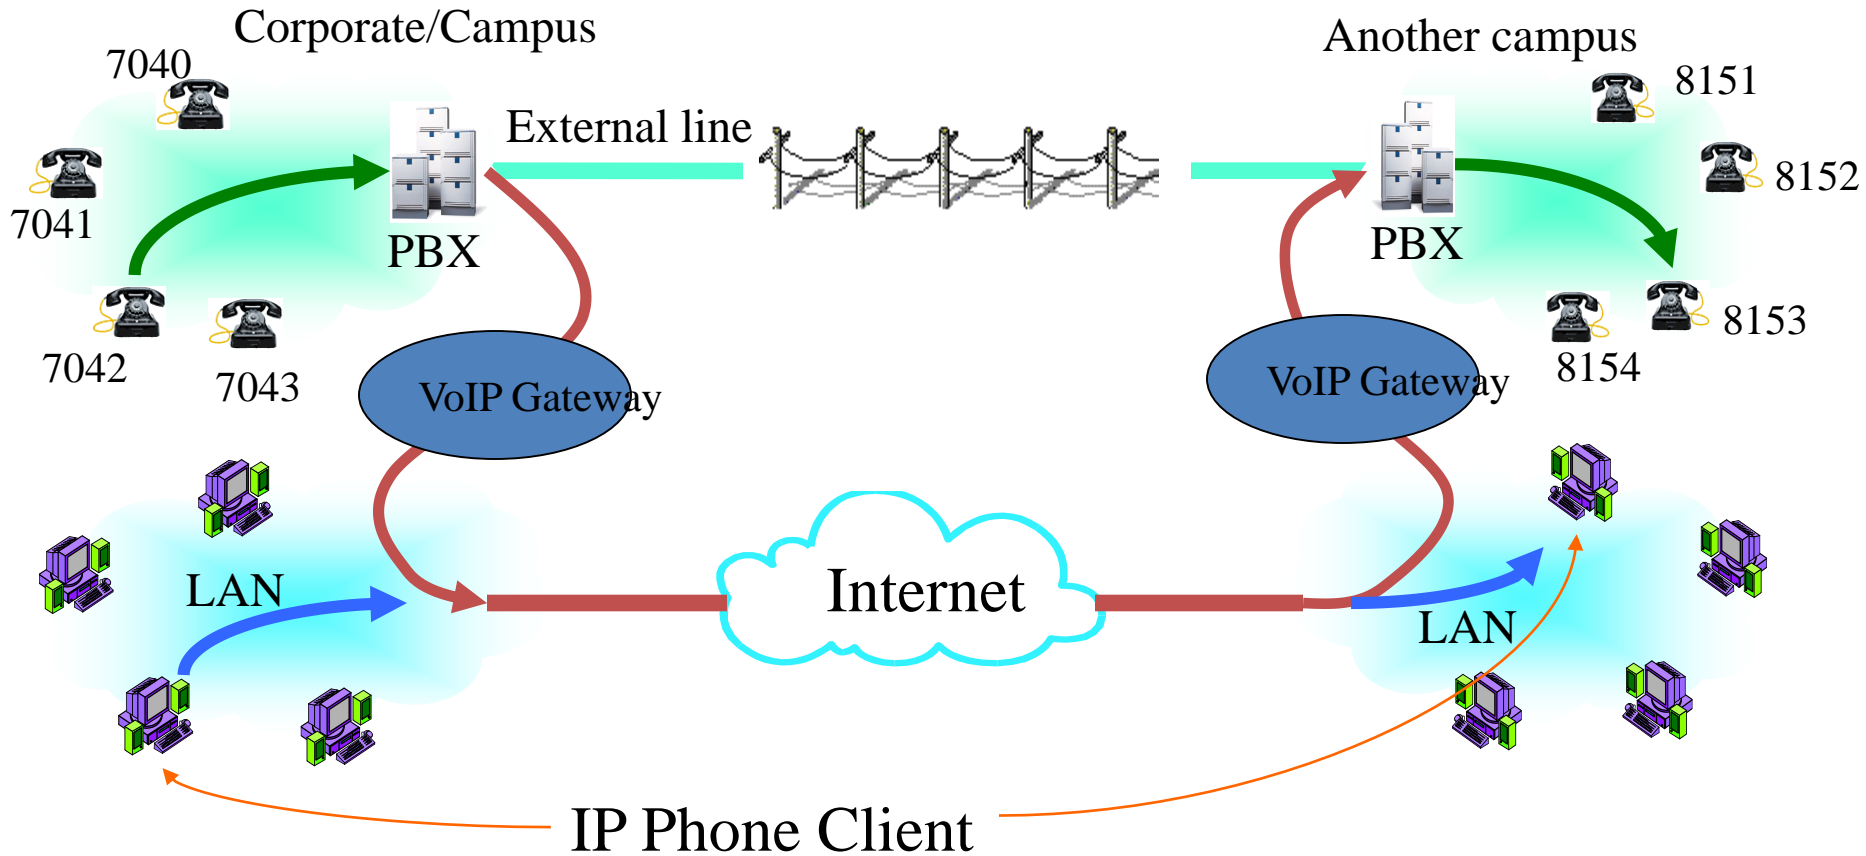 Corporate/Campus
Another campus
7040
8151
External line
8152
7041
PBX
PBX
8153
7042
7043
8154
VoIP Gateway
VoIP Gateway
LAN
Internet
LAN
IP Phone Client